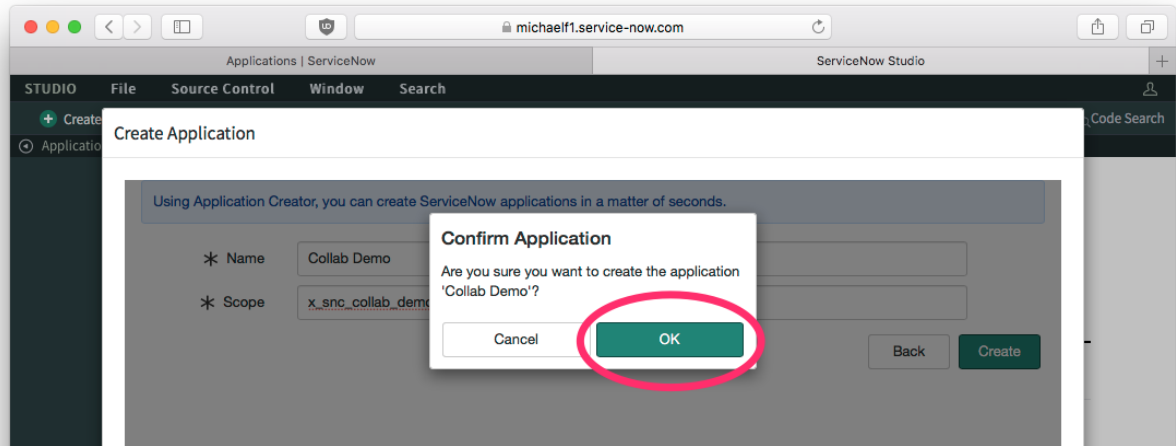 michaelf1.service-now.com
Applications | ServiceNow
ServiceNow Studio
STUDIO File Source Control Window Search
Create
Code Search
Applicatio
Create Application
Using Application Creator, you can create ServiceNow applications in a matter of seconds.
Confirm Application
Are you sure you want to create the application
'Collab Demo'?
Name Collab Demo
Scope x_snc_collab_demo
Cancel OK
Back Create